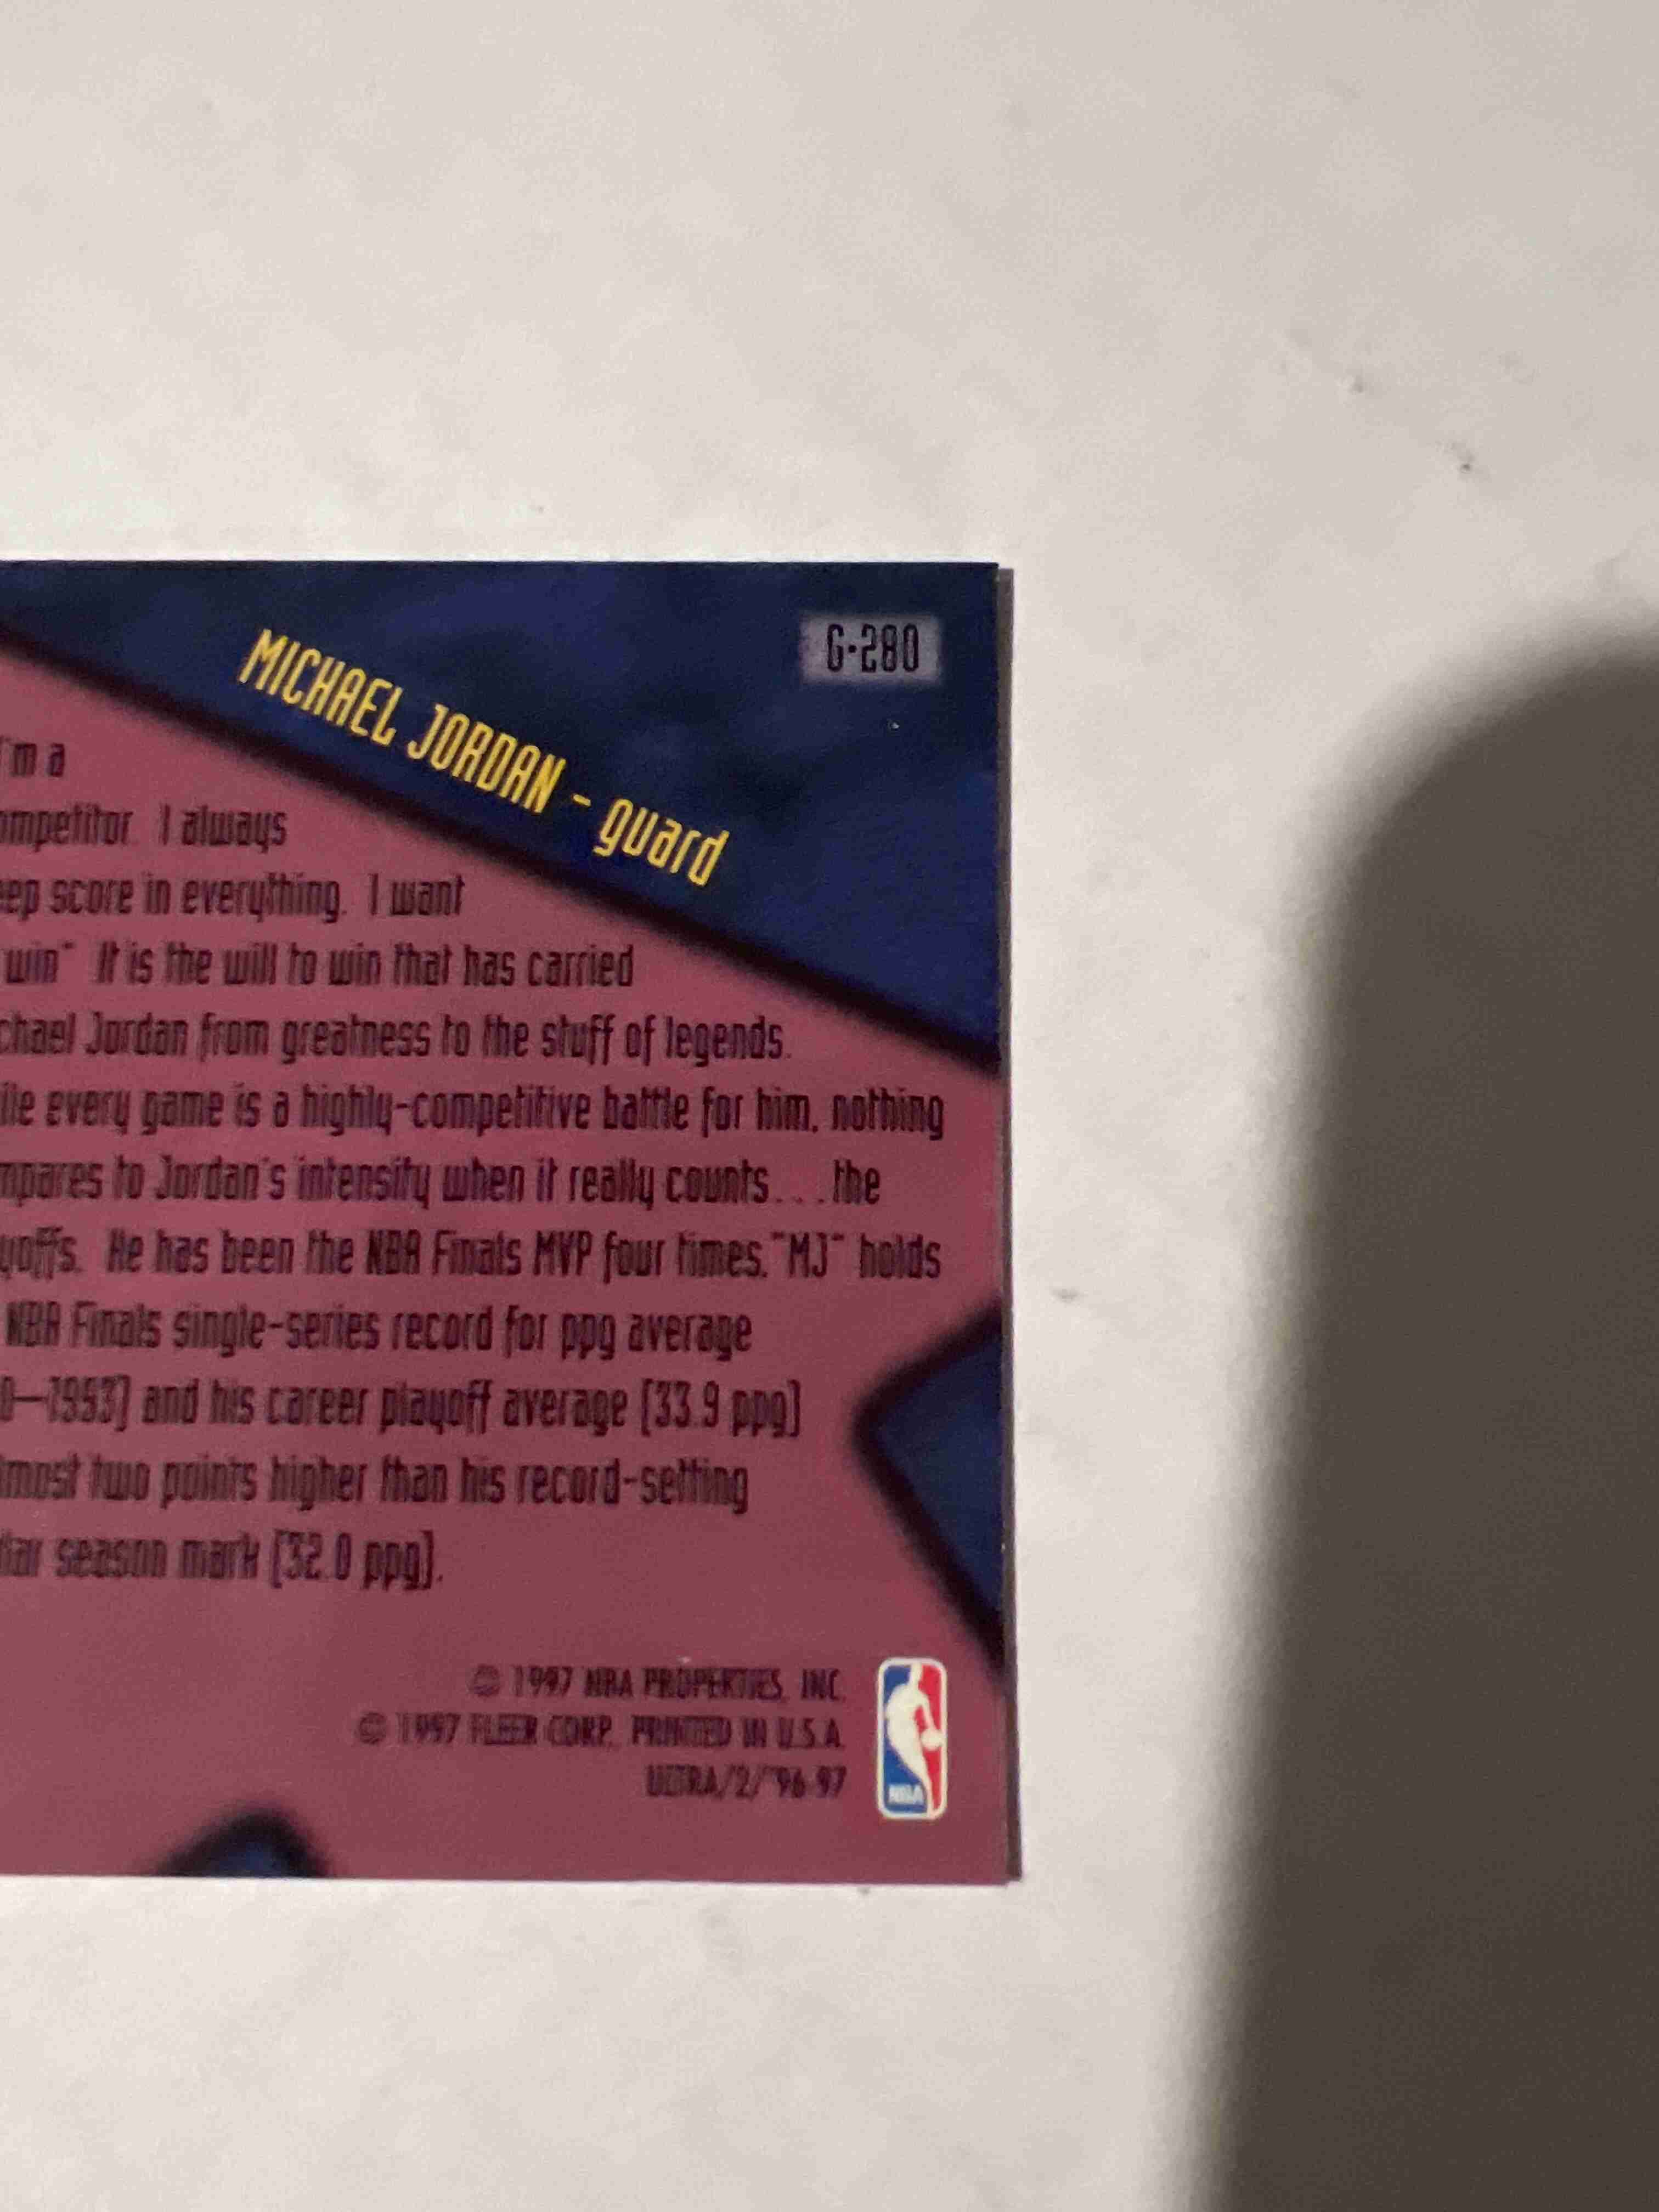 G-280
MICHAEL JORDAN - guard
I'm a
ompetitor. I always
eep score in everything. I want
win" It is the will to win that has carried
chael Jordan from greatness to the stuff of legends.
ile every game is a highly-competitive battle for him, nothing
mpares to Jordan's intensity when it really counts...the
yoffs. He has been the NBA Finals MVP four times. "MJ" holds
NBA Finals single-series record for ppg average
0—1993) and his career playoff average (33.9 ppg)
lmost two points higher than his record-setting
lar season mark (32.0 ppg).
© 1997 NBA PROPERTIES, INC.
© 1997 FLEER CORP. PRINTED IN U.S.A.
ULTRA/2/'96-97
NBA